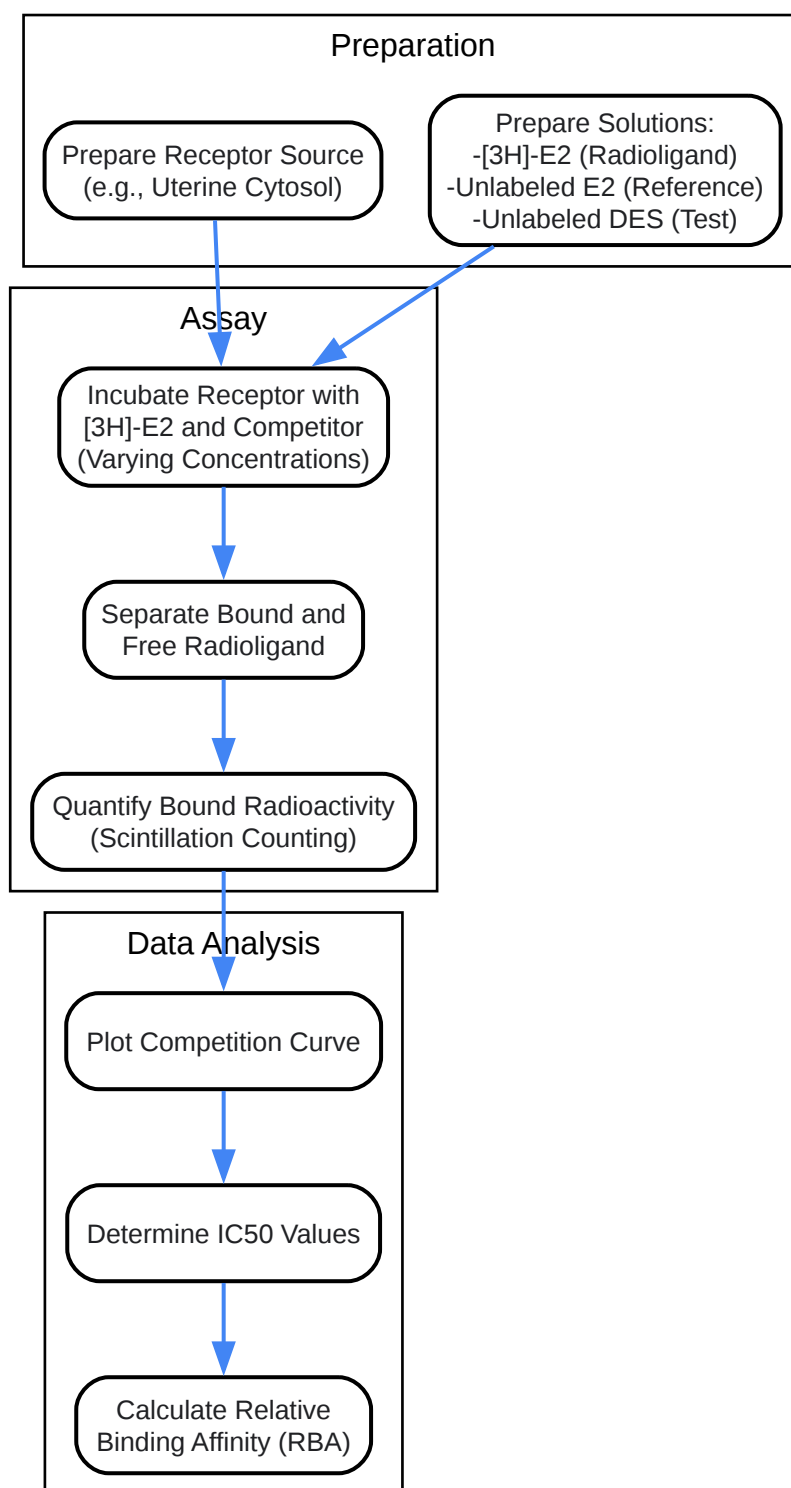 Preparation
Prepare Receptor Source
(e.g., Uterine Cytosol)
Prepare Solutions:
-[3H]-E2 (Radioligand)
-Unlabeled E2 (Reference)
-Unlabeled DES (Test)
Assay
Incubate Receptor with
[3H]-E2 and Competitor
(Varying Concentrations)
Separate Bound and
Free Radioligand
Quantify Bound Radioactivity
(Scintillation Counting)
Data Analysis
Plot Competition Curve
Determine IC50 Values
Calculate Relative
Binding Affinity (RBA)